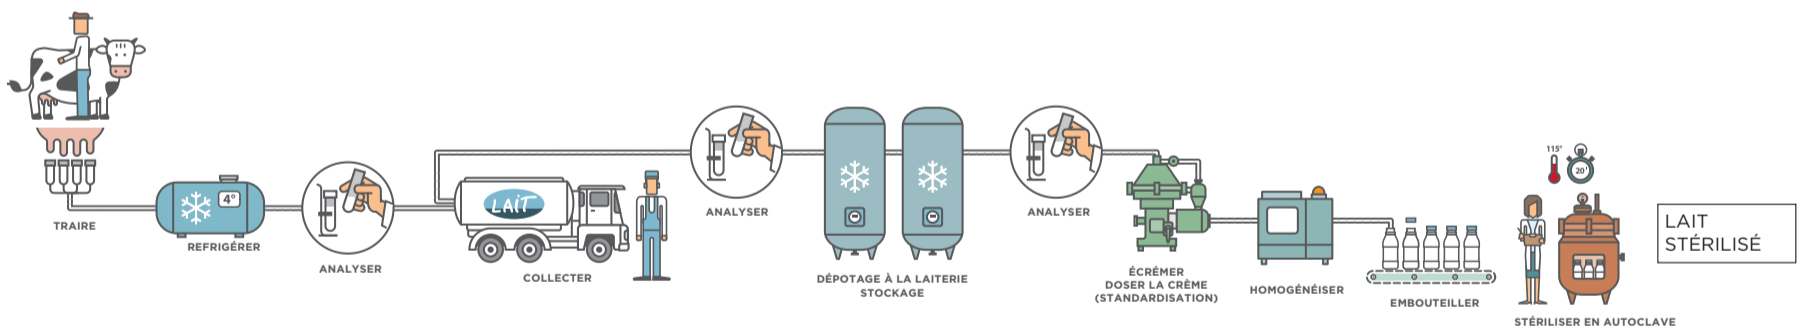 TRAIRE
4°
REFRIGÉRER
ANALYSER
LAIT
COLLECTER
ANALYSER
DÉPOTAGE À LA LAITERIE
STOCKAGE
ANALYSER
ÉCRÉMER
DOSER LA CRÈME
(STANDARDISATION)
HOMOGÉNÉISER
EMBOUTEILLER
115°
20'
STÉRILISER EN AUTOCLAVE
LAIT
STÉRILISÉ